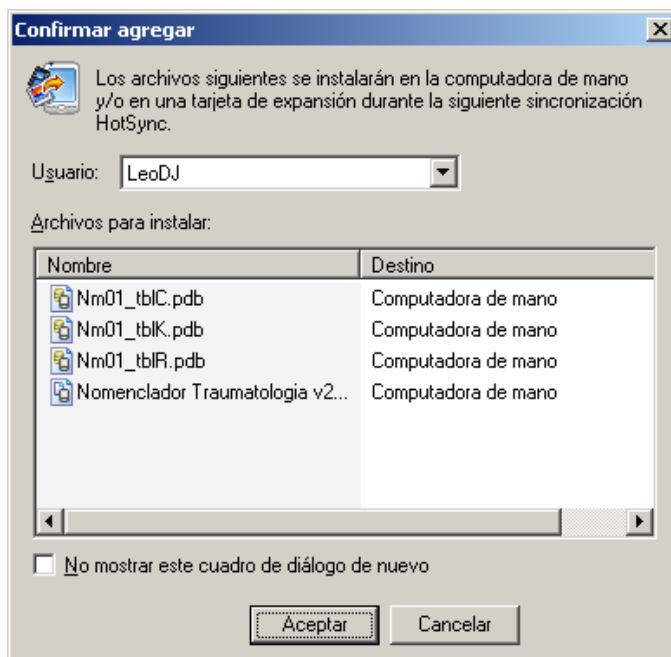 Confirmar agregar
Los archivos siguientes se instalarán en la computadora de mano
y/o en una tarjeta de expansión durante la siguiente sincronización
HotSync.
Usuario: LeoDJ
Archivos para instalar:
Nombre Destino
Nm01_tblC.pdb Computadora de mano
Nm01_tblK.pdb Computadora de mano
Nm01_tblR.pdb Computadora de mano
Nomenclador Traumatologia v2... Computadora de mano
No mostrar este cuadro de diálogo de nuevo
Aceptar Cancelar